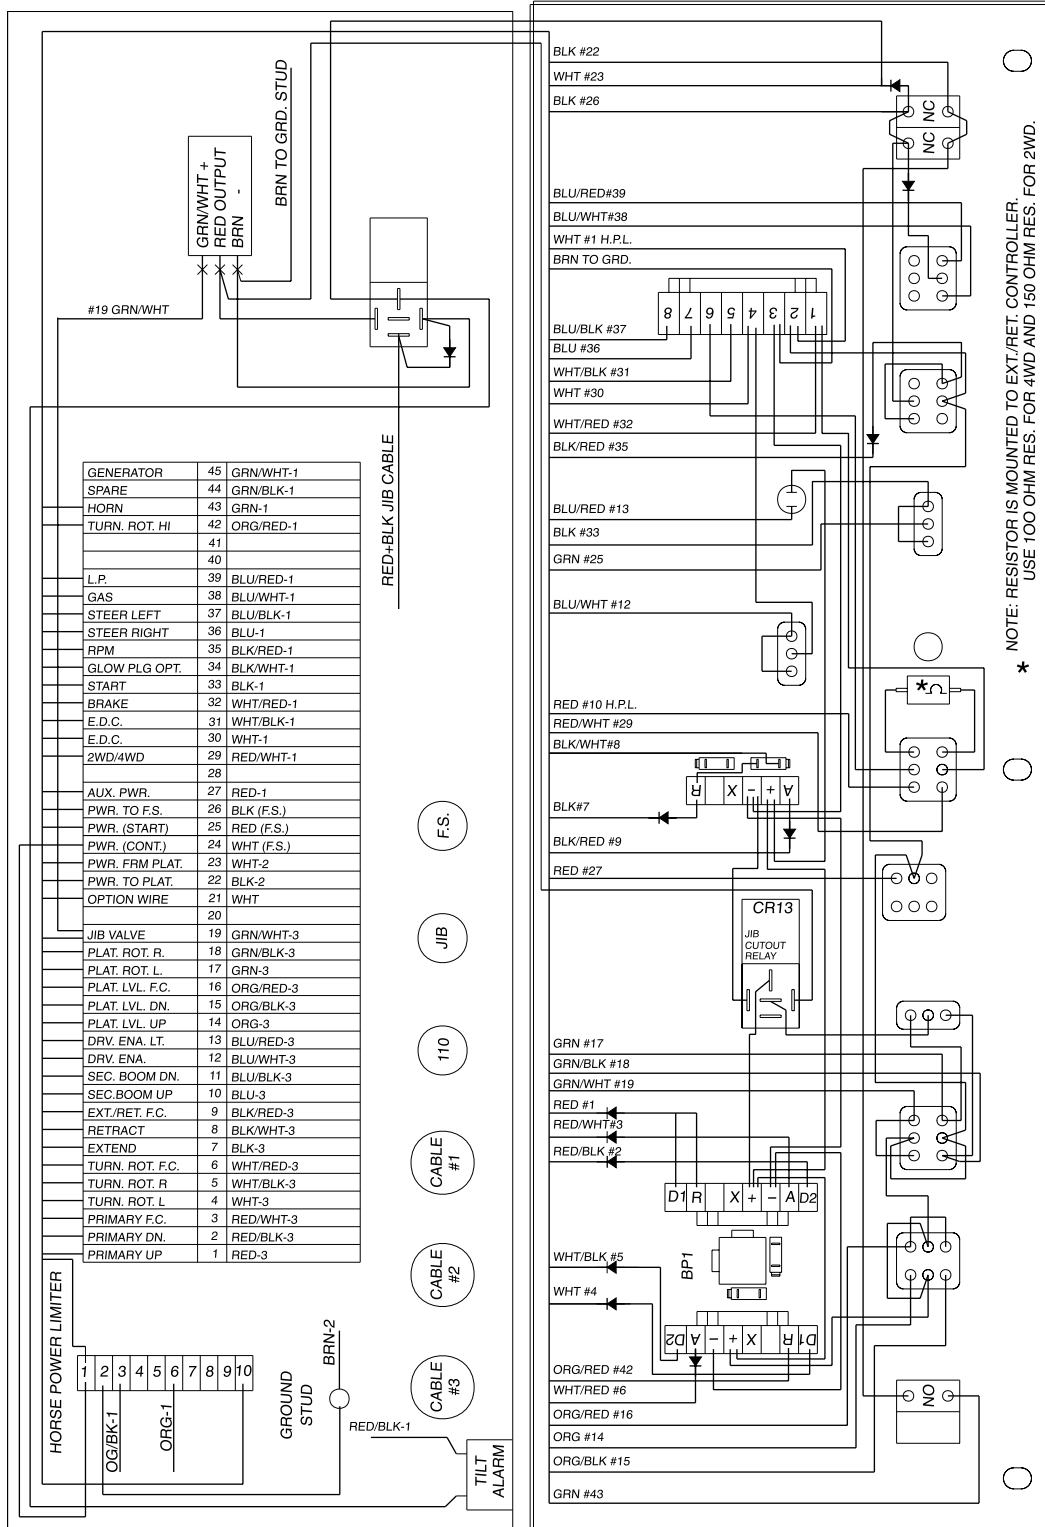 GRN/WHT +
RED OUTPUT
BRN -
BRN TO GRD. STUD
#19 GRN/WHT
RED+BLK JIB CABLE
GENERATOR 45 GRN/WHT-1
SPARE 44 GRN/BLK-1
HORN 43 GRN-1
TURN. ROT. HI 42 ORG/RED-1
41
40
L.P. 39 BLU/RED-1
GAS 38 BLU/WHT-1
STEER LEFT 37 BLU/BLK-1
STEER RIGHT 36 BLU-1
RPM 35 BLK/RED-1
GLOW PLG OPT. 34 BLK/WHT-1
START 33 BLK-1
BRAKE 32 WHT/RED-1
E.D.C. 31 WHT/BLK-1
E.D.C. 30 WHT-1
2WD/4WD 29 RED/WHT-1
28
AUX. PWR. 27 RED-1
PWR. TO F.S. 26 BLK (F.S.)
PWR. (START) 25 RED (F.S.)
PWR. (CONT.) 24 WHT (F.S.)
PWR. FRM PLAT. 23 WHT-2
PWR. TO PLAT. 22 BLK-2
OPTION WIRE 21 WHT
20
JIB VALVE 19 GRN/WHT-3
PLAT. ROT. R. 18 GRN/BLK-3
PLAT. ROT. L. 17 GRN-3
PLAT. LVL. F.C. 16 ORG/RED-3
PLAT. LVL. DN. 15 ORG/BLK-3
PLAT. LVL. UP 14 ORG-3
DRV. ENA. LT. 13 BLU/RED-3
DRV. ENA. 12 BLU/WHT-3
SEC. BOOM DN. 11 BLU/BLK-3
SEC.BOOM UP 10 BLU-3
EXT./RET. F.C. 9 BLK/RED-3
RETRACT 8 BLK/WHT-3
EXTEND 7 BLK-3
TURN. ROT. F.C. 6 WHT/RED-3
TURN. ROT. R 5 WHT/BLK-3
TURN. ROT. L 4 WHT-3
PRIMARY F.C. 3 RED/WHT-3
PRIMARY DN. 2 RED/BLK-3
PRIMARY UP 1 RED-3
F.S.
JIB
110
CABLE
#1
CABLE
#2
CABLE
#3
HORSE POWER LIMITER
1 2 3 4 5 6 7 8 9 10
OG/BK-1
ORG-1
GROUND
STUD
BRN-2
RED/BLK-1
TILT
ALARM
BLK #22
WHT #23
BLK #26
NC
NC
BLU/RED#39
BLU/WHT#38
WHT #1 H.P.L.
BRN TO GRD.
8 7 6 5 4 3 2 1
BLU/BLK #37
BLU #36
WHT/BLK #31
WHT #30
WHT/RED #32
BLK/RED #35
BLU/RED #13
BLK #33
GRN #25
BLU/WHT #12
RED #10 H.P.L.
RED/WHT #29
BLK/WHT#8
*Ω
R X - + A
BLK#7
BLK/RED #9
RED #27
CR13
JIB
CUTOUT
RELAY
GRN #17
GRN/BLK #18
GRN/WHT #19
RED #1
RED/WHT#3
RED/BLK #2
D1 R X + - A D2
BP1
WHT/BLK #5
WHT #4
D2 A - + X R D1
ORG/RED #42
WHT/RED #6
ORG/RED #16
ORG #14
ORG/BLK #15
GRN #43
NO
* NOTE: RESISTOR IS MOUNTED TO EXT./RET. CONTROLLER.
USE 1OO OHM RES. FOR 4WD AND 150 OHM RES. FOR 2WD.